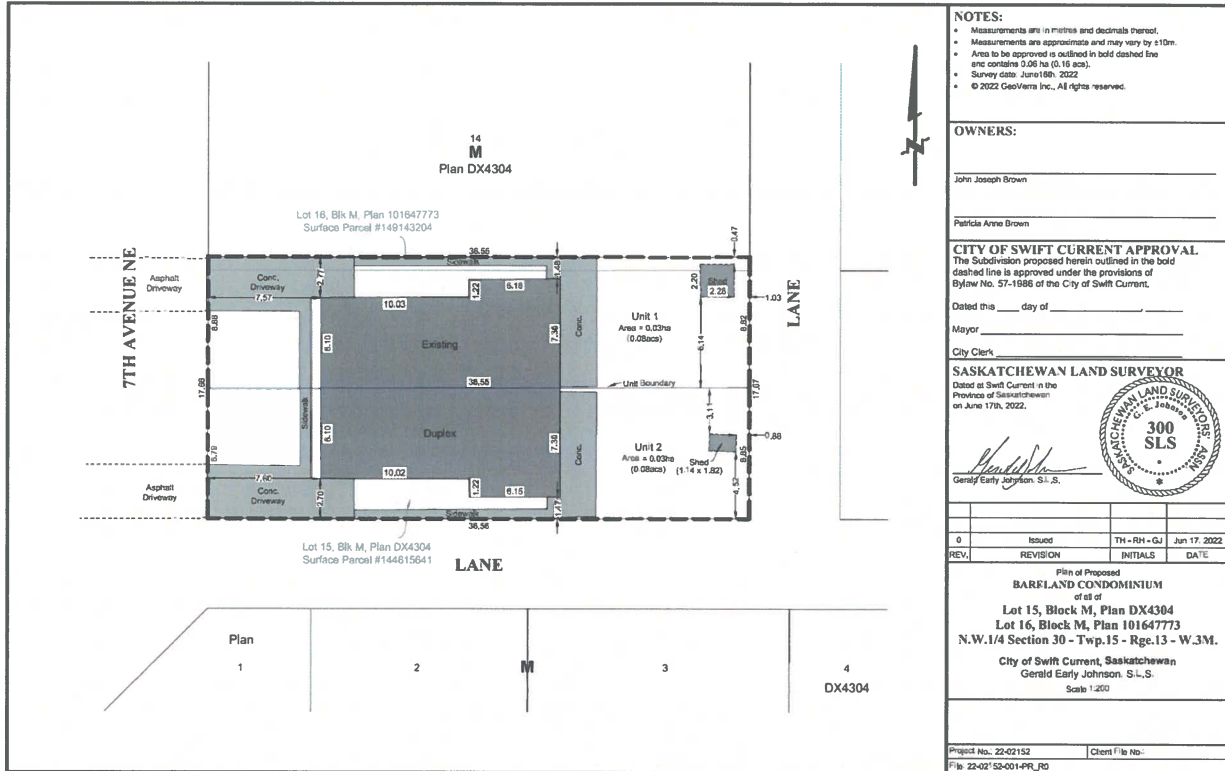 14
M
Plan DX4304
Lot 16, Blk M, Plan 101647773
Surface Parcel #149143204
7TH AVENUE NE
Asphalt
Driveway
Conc.
Driveway
7.57
8.88
17.68
8.79
2.77
36.55
Sidewalk
1.48
10.03
1.22
6.18
7.36
Conc.
6.10
Existing
Unit 1
Area = 0.03ha
(0.08acs)
2.20
Shed
2.28
0.47
1.03
6.14
8.82
LANE
36.55
Unit Boundary
17.67
Sidewalk
6.10
Duplex
7.36
Conc.
Unit 2
Area = 0.03ha
(0.08acs)
3.11
Shed
(1.14 x 1.82)
0.88
8.85
4.52
Asphalt
Driveway
7.60
Conc.
Driveway
2.70
10.02
1.22
6.15
1.47
Sidewalk
36.56
Lot 15, Blk M, Plan DX4304
Surface Parcel #144615641
LANE
Plan
1
2
M
3
4
DX4304
NOTES:
• Measurements are in metres and decimals thereof.
• Measurements are approximate and may vary by ±10m.
• Area to be approved is outlined in bold dashed line
and contains 0.06 ha (0.16 acs).
• Survey date: June16th, 2022
• © 2022 GeoVerra Inc., All rights reserved.
OWNERS:
John Joseph Brown
Patricia Anne Brown
CITY OF SWIFT CURRENT APPROVAL
The Subdivision proposed herein outlined in the bold
dashed line is approved under the provisions of
Bylaw No. 57-1986 of the City of Swift Current.
Dated this ____ day of ____________, ______
Mayor
City Clerk
SASKATCHEWAN LAND SURVEYOR
Dated at Swift Current in the
Province of Saskatchewan
on June 17th, 2022.
Gerald Early Johnson. S.L.S.
SASKATCHEWAN LAND SURVEYORS' ASSN
G. E. Johnson
300
SLS
0 Issued TH - RH - GJ Jun 17. 2022
REV. REVISION INITIALS DATE
Plan of Proposed
BARELAND CONDOMINIUM
of all of
Lot 15, Block M, Plan DX4304
Lot 16, Block M, Plan 101647773
N.W.1/4 Section 30 - Twp.15 - Rge.13 - W.3M.
City of Swift Current, Saskatchewan
Gerald Early Johnson. S.L.S.
Scale 1:200
Project No.: 22-02152 Client File No.:
File: 22-02152-001-PR_R0